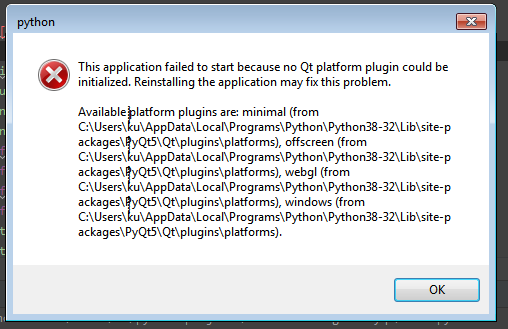 python
This application failed to start because no Qt platform plugin could be
initialized. Reinstalling the application may fix this problem.
Available platform plugins are: minimal (from
C:\Users\ku\AppData\Local\Programs\Python\Python38-32\Lib\site-p
ackages\PyQt5\Qt\plugins\platforms), offscreen (from
C:\Users\ku\AppData\Local\Programs\Python\Python38-32\Lib\site-p
ackages\PyQt5\Qt\plugins\platforms), webgl (from
C:\Users\ku\AppData\Local\Programs\Python\Python38-32\Lib\site-p
ackages\PyQt5\Qt\plugins\platforms), windows (from
C:\Users\ku\AppData\Local\Programs\Python\Python38-32\Lib\site-p
ackages\PyQt5\Qt\plugins\platforms).
OK